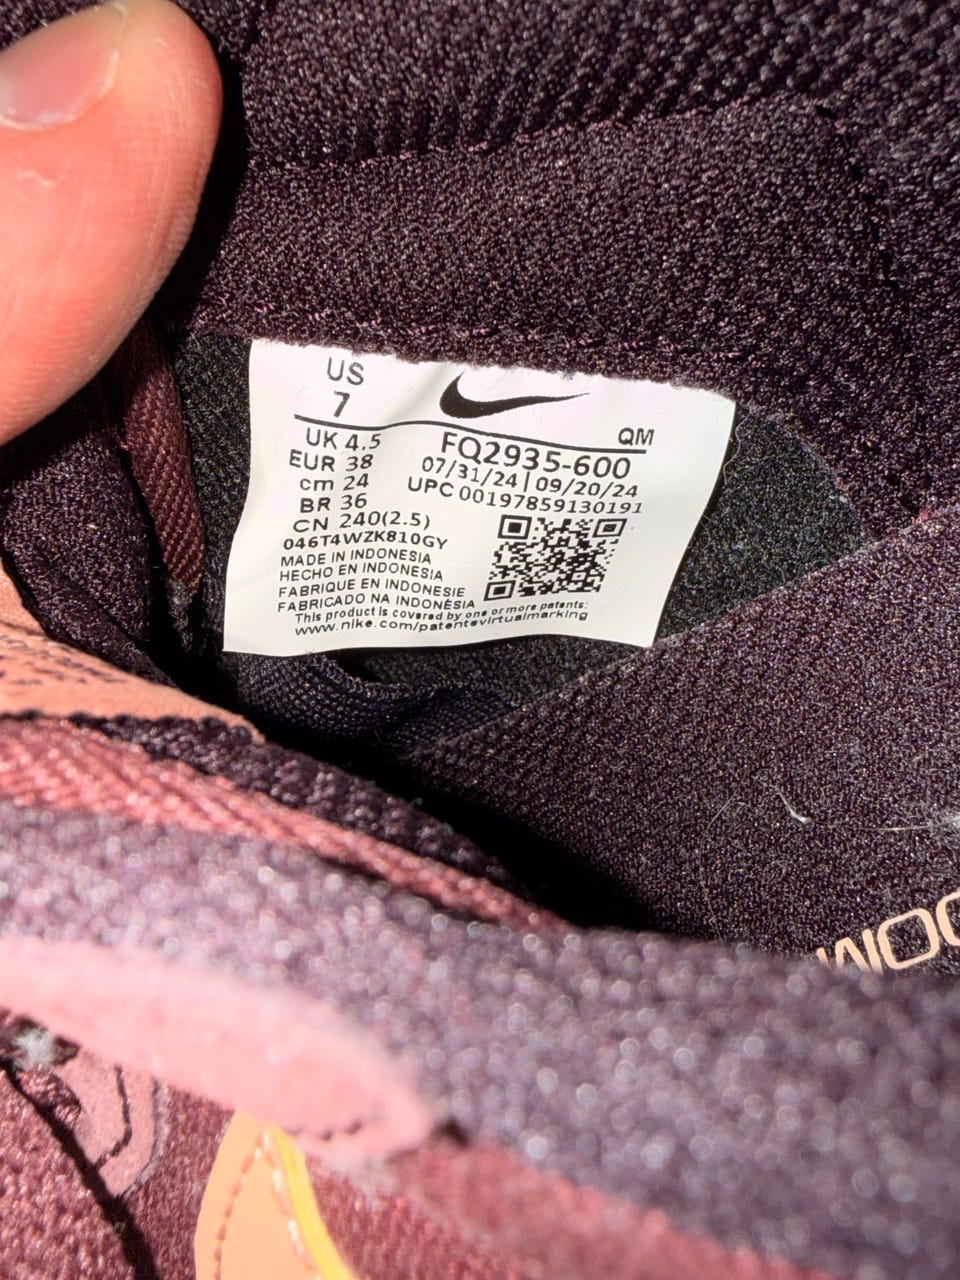 US
7
QM
UK 4.5
EUR 38
cm 24
BR 36
CN 240(2.5)
FQ2935-600
07/31/24 | 09/20/24
UPC 00197859130191
046T4WZK810GY
MADE IN INDONESIA
HECHO EN INDONESIA
FABRIQUE EN INDONESIE
FABRICADO NA INDONÉSIA
This product is covered by one or more patents:
www.nike.com/patentsvirtualmarking